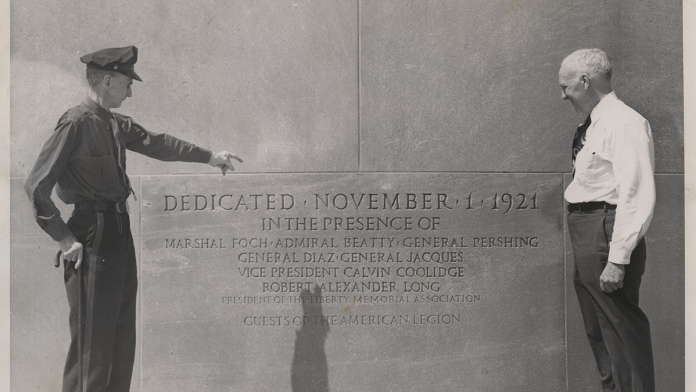 DEDICATED · NOVEMBER · 1 · 1921
IN THE PRESENCE OF
MARSHAL FOCH · ADMIRAL BEATTY · GENERAL PERSHING
GENERAL DIAZ · GENERAL JACQUES
VICE PRESIDENT CALVIN COOLIDGE
ROBERT ALEXANDER LONG
PRESIDENT OF THE LIBERTY MEMORIAL ASSOCIATION
GUESTS OF THE AMERICAN LEGION